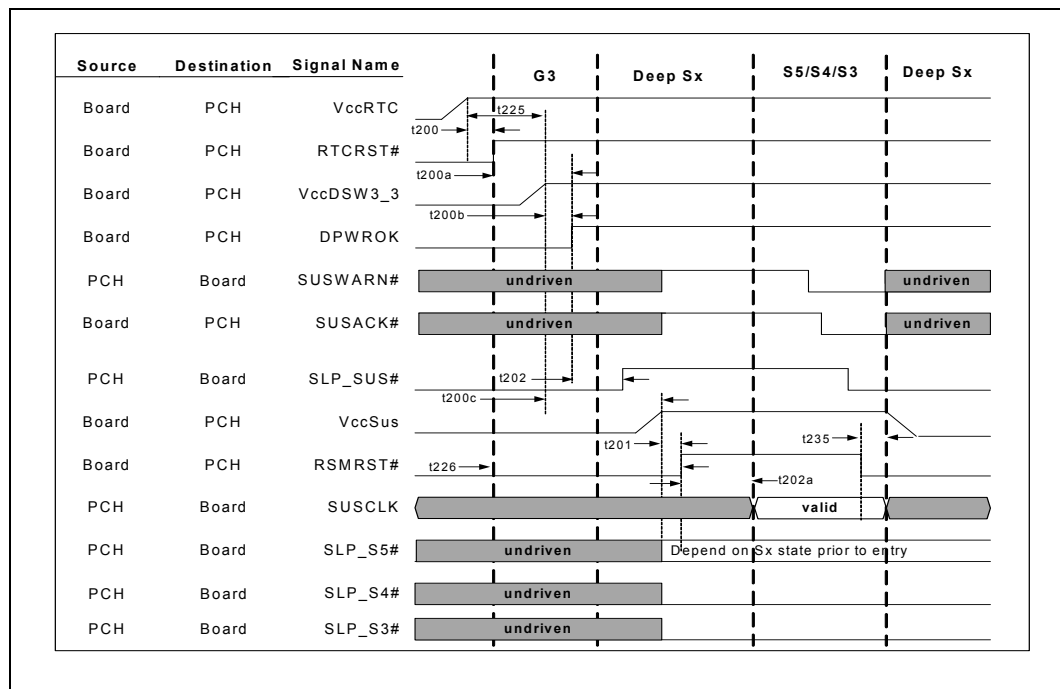 Source Destination Signal Name G3 Deep Sx S5/S4/S3 Deep Sx
Board PCH VccRTC
t225
t200
Board PCH RTCRST#
t200a
Board PCH VccDSW3_3
t200b
Board PCH DPWROK
PCH Board SUSWARN# undriven undriven
Board PCH SUSACK# undriven undriven
PCH Board SLP_SUS# t202
t200c
Board PCH VccSus
t201 t235
Board PCH RSMRST# t226
t202a
PCH Board SUSCLK valid
PCH Board SLP_S5# undriven Depend on Sx state prior to entry
PCH Board SLP_S4# undriven
PCH Board SLP_S3# undriven